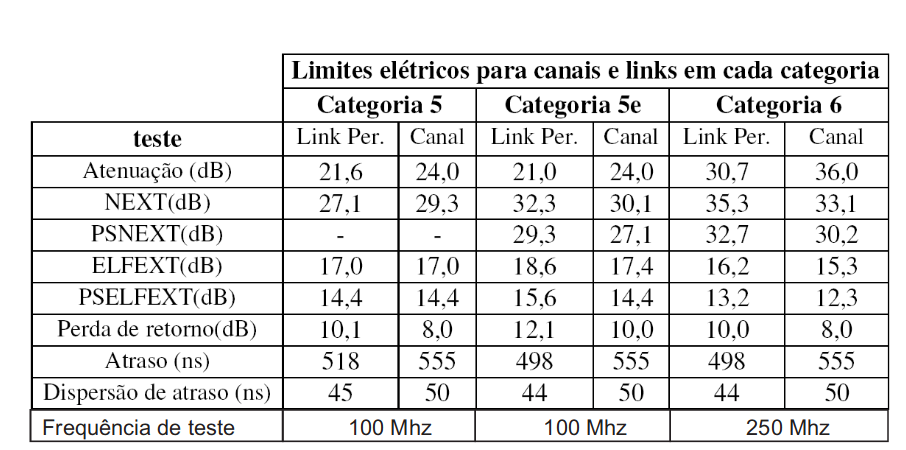 Limites elétricos para canais e links em cada categoria
Categoria 5 Categoria 5e Categoria 6
teste Link Per. Canal Link Per. Canal Link Per. Canal
Atenuação (dB) 21,6 24,0 21,0 24,0 30,7 36,0
NEXT(dB) 27,1 29,3 32,3 30,1 35,3 33,1
PSNEXT(dB) - - 29,3 27,1 32,7 30,2
ELFEXT(dB) 17,0 17,0 18,6 17,4 16,2 15,3
PSELFEXT(dB) 14,4 14,4 15,6 14,4 13,2 12,3
Perda de retorno(dB) 10,1 8,0 12,1 10,0 10,0 8,0
Atraso (ns) 518 555 498 555 498 555
Dispersão de atraso (ns) 45 50 44 50 44 50
Frequência de teste 100 Mhz 100 Mhz 250 Mhz